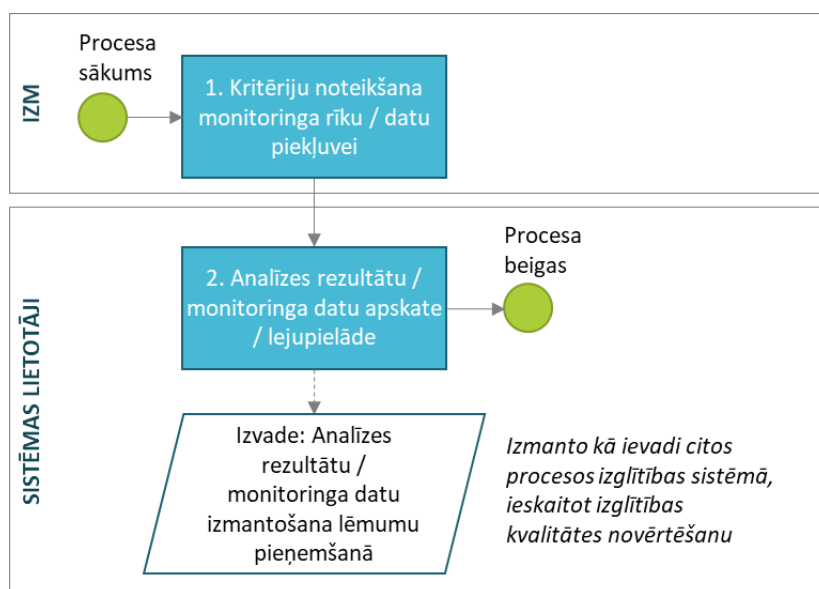 IZM
Procesa
sākums
1. Kritēriju noteikšana
monitoringa rīku / datu
piekļuvei
SISTĒMAS LIETOTĀJI
2. Analīzes rezultātu /
monitoringa datu apskate
/ lejupielāde
Procesa
beigas
Izvade: Analīzes
rezultātu /
monitoringa datu
izmantošana lēmumu
pieņemšanā
Izmanto kā ievadi citos
procesos izglītības sistēmā,
ieskaitot izglītības
kvalitātes novērtēšanu